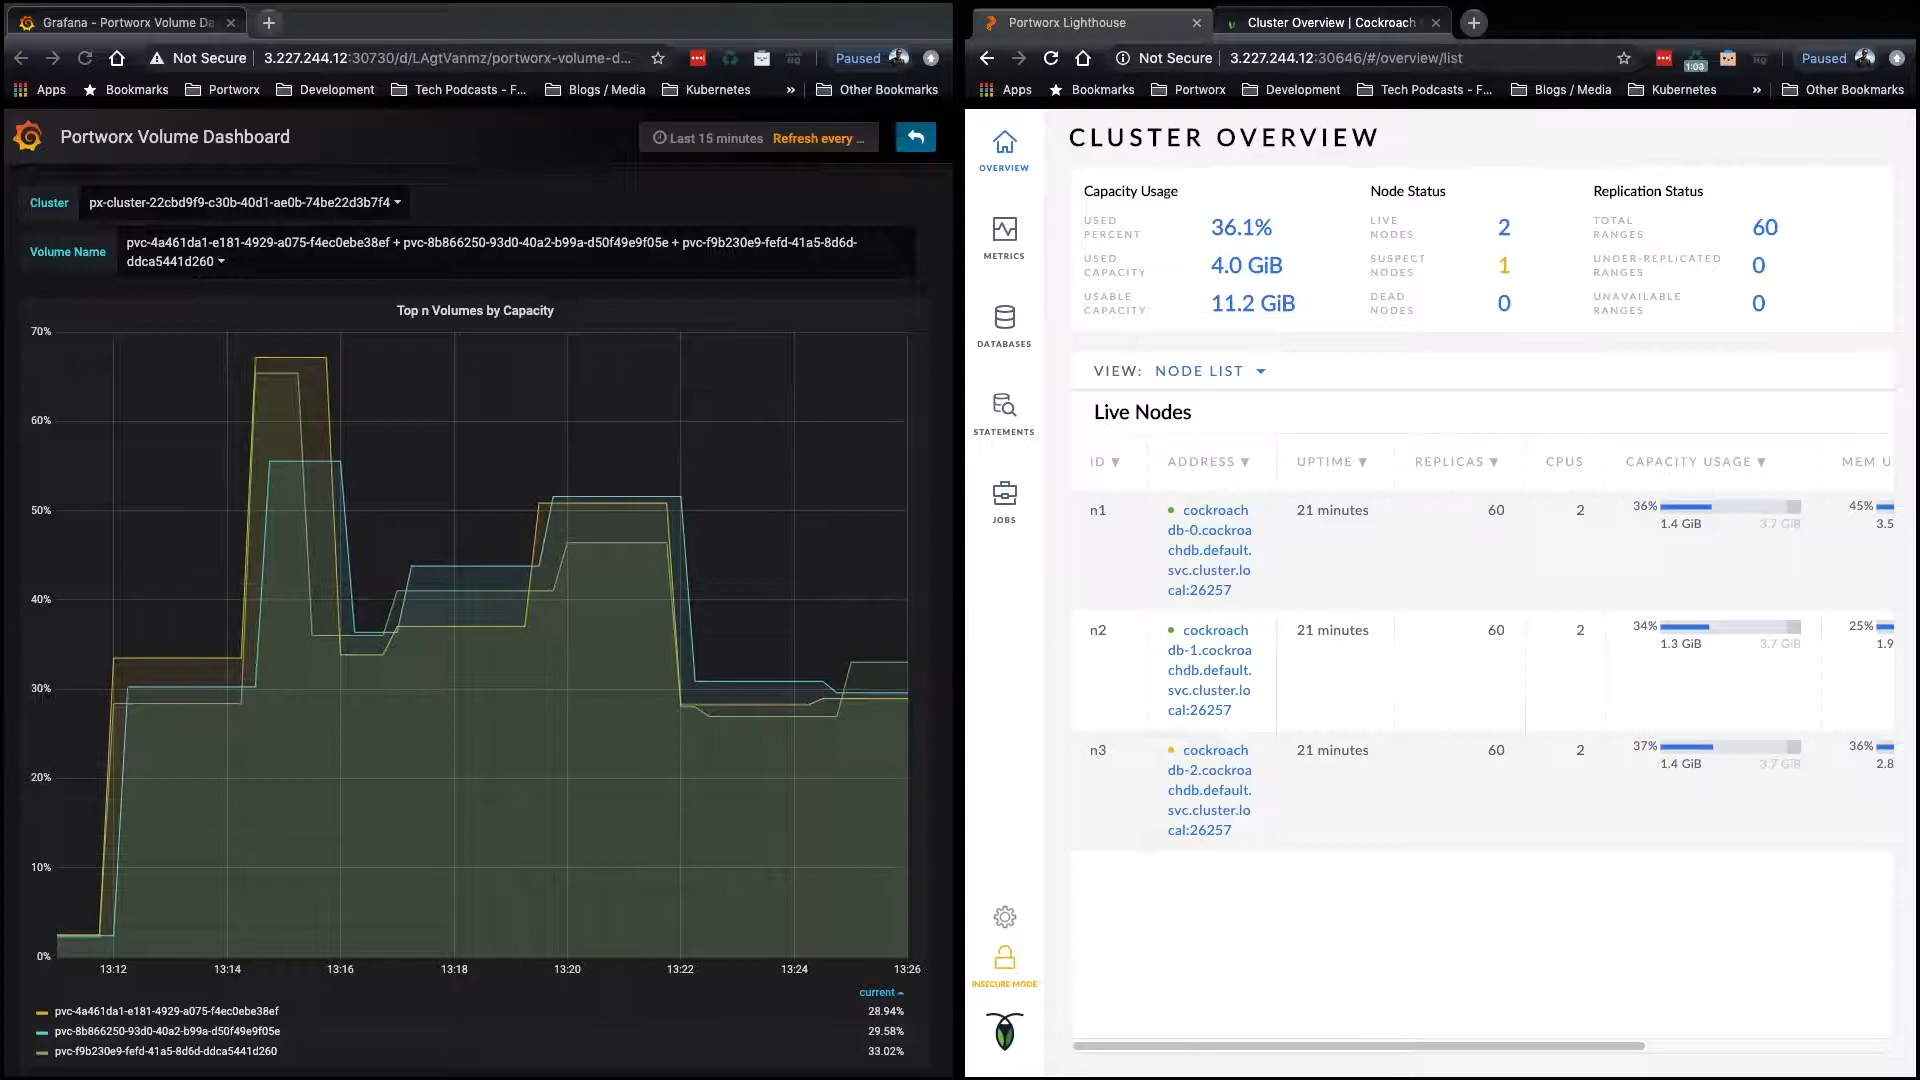 Grafana - Portworx Volume Da
Not Secure
3.227.244.12:30730/d/LAgtVanmz/portworx-volume-d...
Paused
Apps
Bookmarks
Portworx
Development
Tech Podcasts - F...
Blogs / Media
Kubernetes
»
Other Bookmarks
Portworx Volume Dashboard
Last 15 minutes
Refresh every ...
Cluster
px-cluster-22cbd9f9-c30b-40d1-ae0b-74be22d3b7f4
Volume Name
pvc-4a461da1-e181-4929-a075-f4ec0ebe38ef + pvc-8b866250-93d0-40a2-b99a-d50f49e9f05e + pvc-f9b230e9-fefd-41a5-8d6d-
ddca5441d260
Top n Volumes by Capacity
70%
60%
50%
40%
30%
20%
10%
0%
13:12
13:14
13:16
13:18
13:20
13:22
13:24
13:26
current
pvc-4a461da1-e181-4929-a075-f4ec0ebe38ef 28.94%
pvc-8b866250-93d0-40a2-b99a-d50f49e9f05e 29.58%
pvc-f9b230e9-fefd-41a5-8d6d-ddca5441d260 33.02%
Portworx Lighthouse
Cluster Overview | Cockroach
Not Secure
3.227.244.12:30646/#/overview/list
1:03
Paused
Apps
Bookmarks
Portworx
Development
Tech Podcasts - F...
Blogs / Media
Kubernetes
»
Other Bookmarks
OVERVIEW
METRICS
DATABASES
STATEMENTS
JOBS
INSECURE MODE
CLUSTER OVERVIEW
Capacity Usage
USED
PERCENT
36.1%
USED
CAPACITY
4.0 GiB
USABLE
CAPACITY
11.2 GiB
Node Status
LIVE
NODES
2
SUSPECT
NODES
1
DEAD
NODES
0
Replication Status
TOTAL
RANGES
60
UNDER-REPLICATED
RANGES
0
UNAVAILABLE
RANGES
0
VIEW: NODE LIST
Live Nodes
ID
ADDRESS
UPTIME
REPLICAS
CPUS
CAPACITY USAGE
MEM U
n1
cockroach
db-0.cockroa
chdb.default.
svc.cluster.lo
cal:26257
21 minutes
60
2
36%
1.4 GiB
3.7 GiB
45%
3.5
n2
cockroach
db-1.cockroa
chdb.default.
svc.cluster.lo
cal:26257
21 minutes
60
2
34%
1.3 GiB
3.7 GiB
25%
1.9
n3
cockroach
db-2.cockroa
chdb.default.
svc.cluster.lo
cal:26257
21 minutes
60
2
37%
1.4 GiB
3.7 GiB
36%
2.8